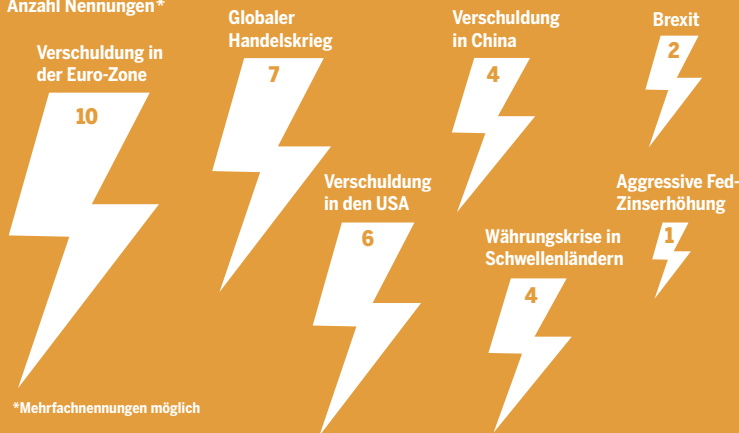 Anzahl Nennungen*
Verschuldung in
der Euro-Zone
10
Globaler
Handelskrieg
7
Verschuldung
in China
4
Brexit
2
Verschuldung
in den USA
6
Währungskrise in
Schwellenländern
4
Aggressive Fed-
Zinserhöhung
1
*Mehrfachnennungen möglich